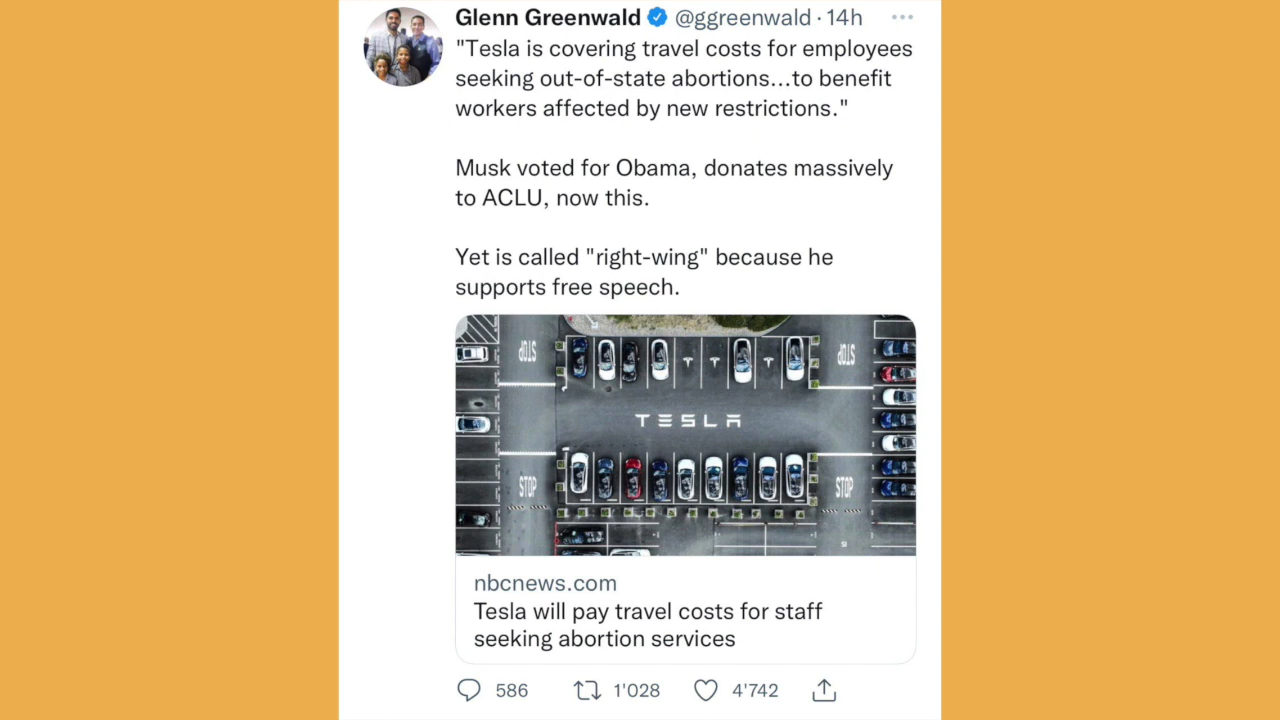 Glenn Greenwald @ggreenwald · 14h
"Tesla is covering travel costs for employees
seeking out-of-state abortions...to benefit
workers affected by new restrictions."
Musk voted for Obama, donates massively
to ACLU, now this.
Yet is called "right-wing" because he
supports free speech.
STOP STOP
TESLA
STOP STOP
nbcnews.com
Tesla will pay travel costs for staff
seeking abortion services
586 1'028 4'742